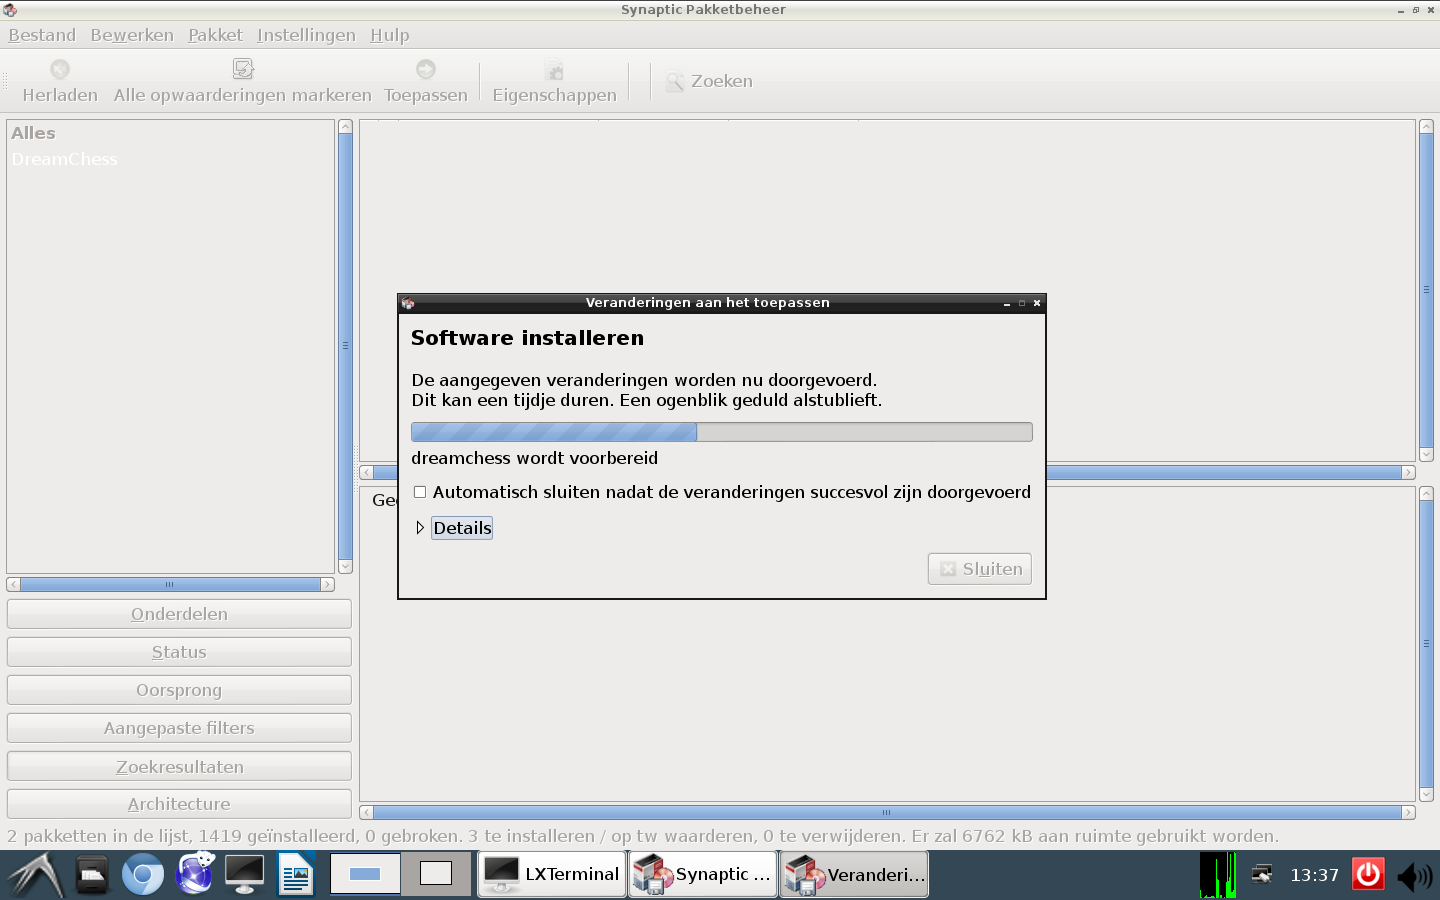 Synaptic Pakketbeheer
Bestand Bewerken Pakket Instellingen Hulp
Herladen Alle opwaarderingen markeren Toepassen Eigenschappen Zoeken
Alles
DreamChess
Veranderingen aan het toepassen
Software installeren
De aangegeven veranderingen worden nu doorgevoerd.
Dit kan een tijdje duren. Een ogenblik geduld alstublieft.
dreamchess wordt voorbereid
Automatisch sluiten nadat de veranderingen succesvol zijn doorgevoerd
Details
Sluiten
Onderdelen
Status
Oorsprong
Aangepaste filters
Zoekresultaten
Architecture
2 pakketten in de lijst, 1419 geïnstalleerd, 0 gebroken. 3 te installeren / op tw waarderen, 0 te verwijderen. Er zal 6762 kB aan ruimte gebruikt worden.
LXTerminal Synaptic ... Veranderi... 13:37